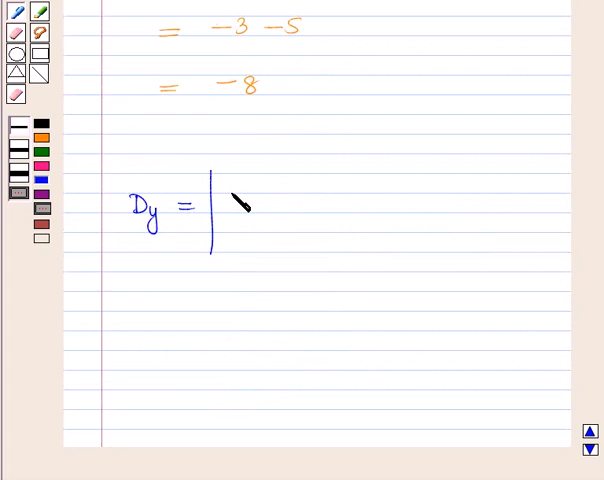 = -3 -5
= -8
Dy = |